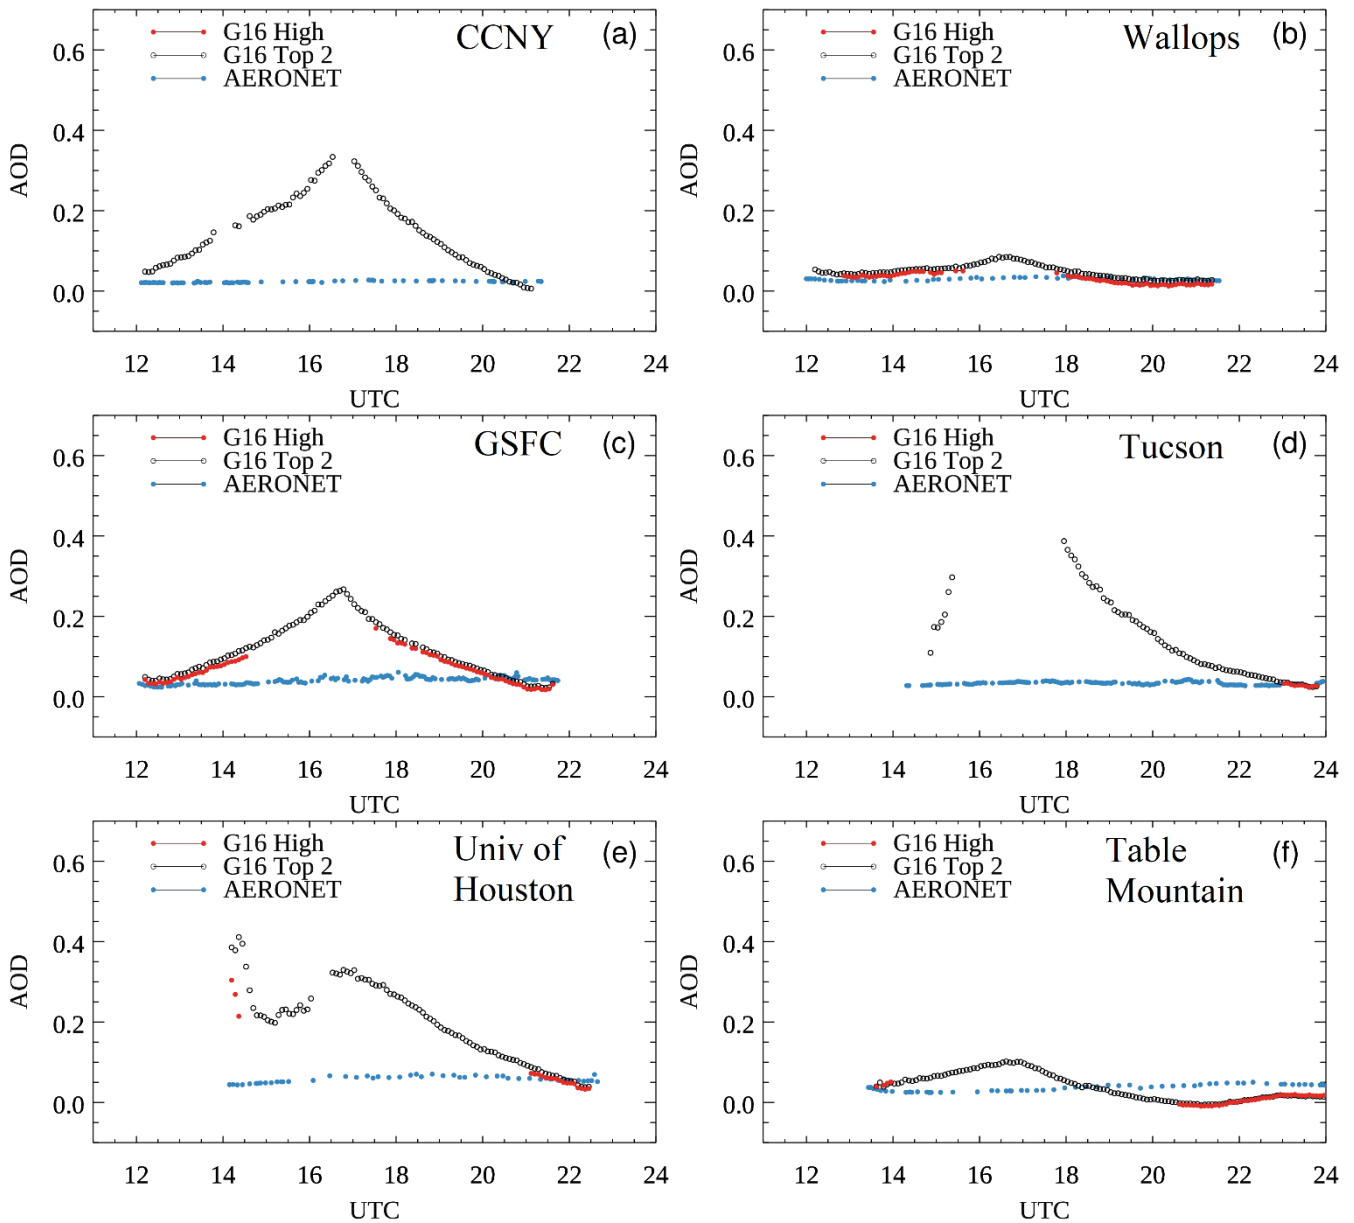 G16 High
G16 Top 2
AERONET
CCNY
(a)
0.6
0.4
0.2
0.0
AOD
12 14 16 18 20 22 24
UTC
G16 High
G16 Top 2
AERONET
Wallops
(b)
0.6
0.4
0.2
0.0
AOD
12 14 16 18 20 22 24
UTC
G16 High
G16 Top 2
AERONET
GSFC
(c)
0.6
0.4
0.2
0.0
AOD
12 14 16 18 20 22 24
UTC
G16 High
G16 Top 2
AERONET
Tucson
(d)
0.6
0.4
0.2
0.0
AOD
12 14 16 18 20 22 24
UTC
G16 High
G16 Top 2
AERONET
Univ of
Houston
(e)
0.6
0.4
0.2
0.0
AOD
12 14 16 18 20 22 24
UTC
G16 High
G16 Top 2
AERONET
Table
Mountain
(f)
0.6
0.4
0.2
0.0
AOD
12 14 16 18 20 22 24
UTC